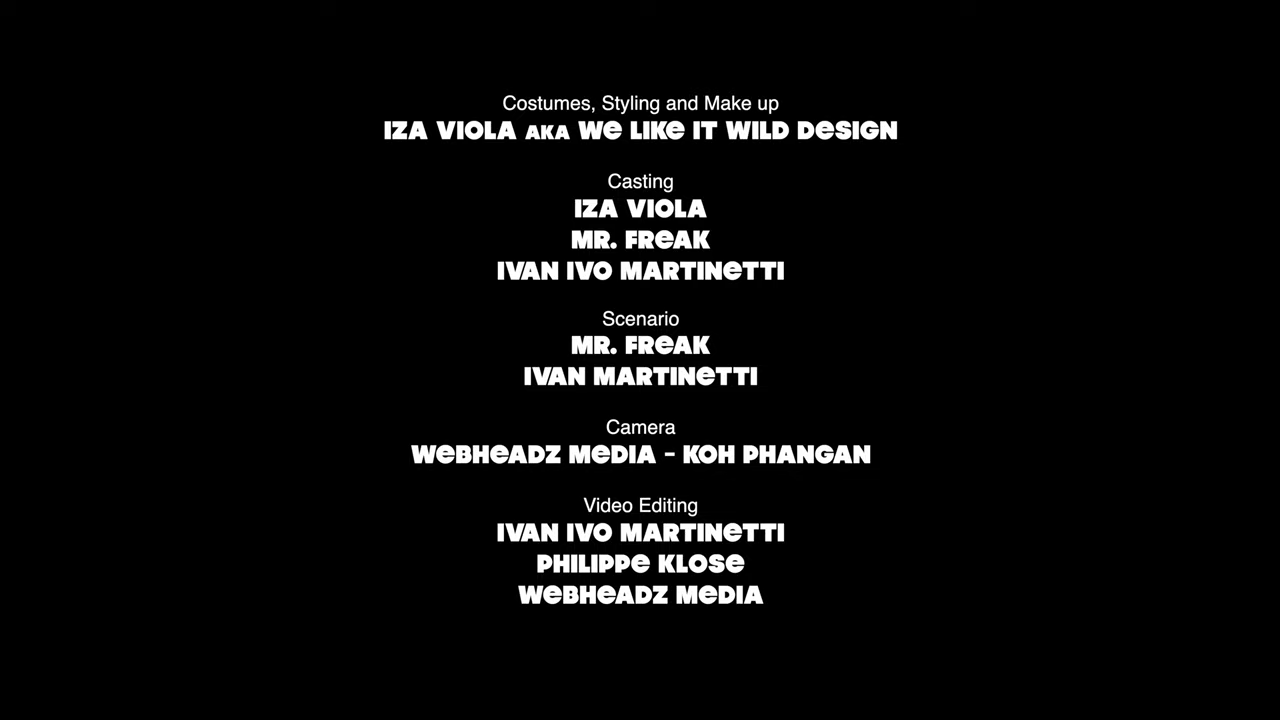 Costumes, Styling and Make up
IZA VIOLA AKA WE LIKE IT WILD DESIGN
Casting
IZA VIOLA
MR. FREAK
IVAN IVO MARTINETTI
Scenario
MR. FREAK
IVAN MARTINETTI
Camera
WEBHEADZ MEDIA - KOH PHANGAN
Video Editing
IVAN IVO MARTINETTI
PHILIPPE KLOSE
WEBHEADZ MEDIA